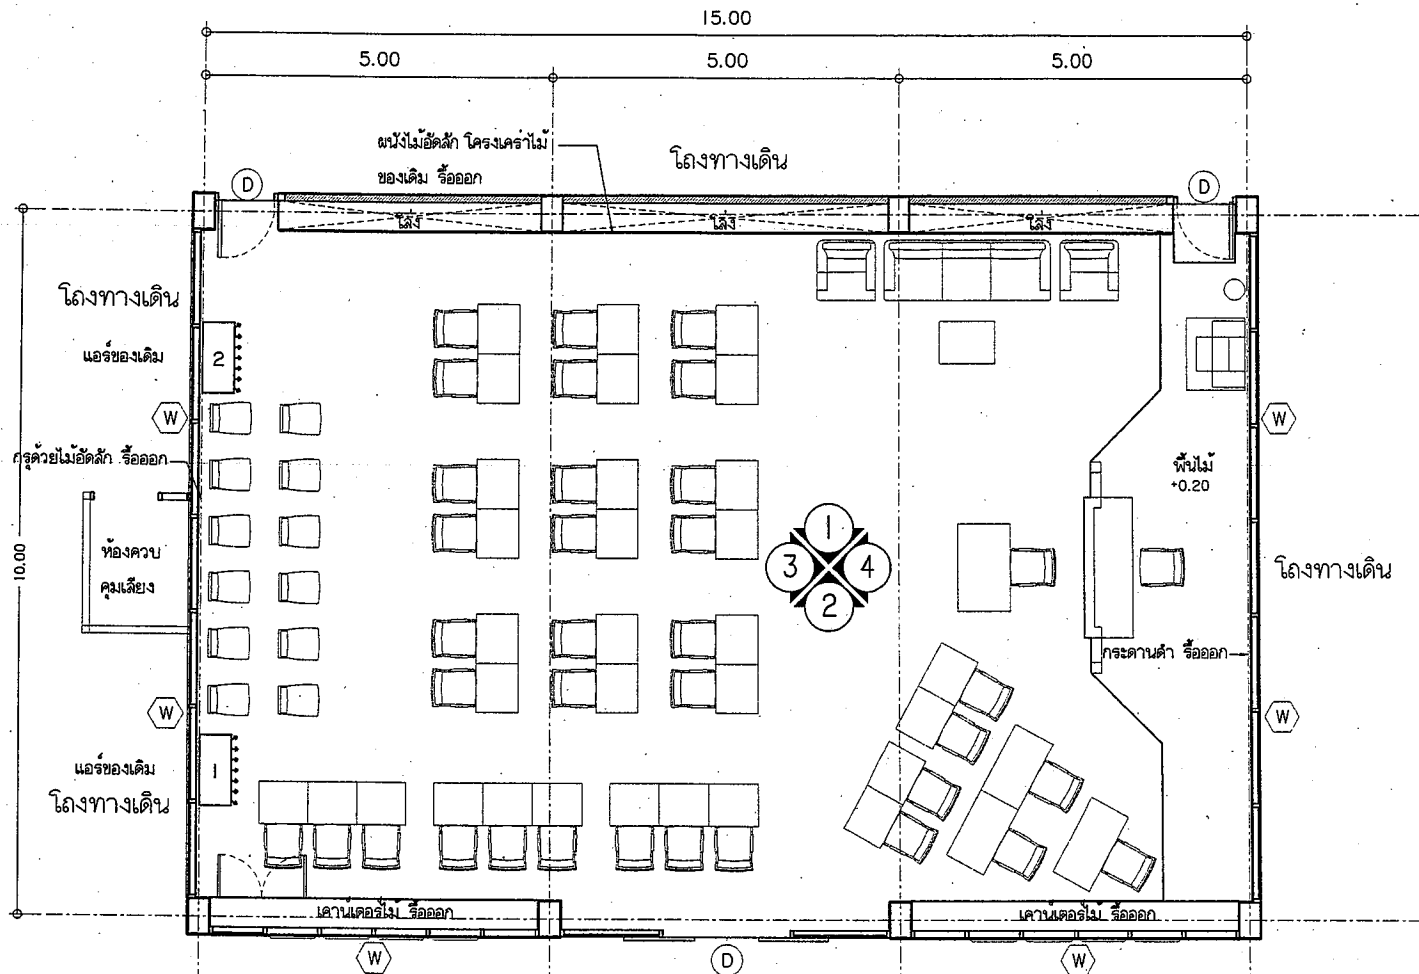 15.00
5.00
5.00
5.00
ผนังไม้อัดสัก โครงเคร่าไม้
ของเดิม รื้อออก
โถงทางเดิน
D
D
โล่ง
โล่ง
โล่ง
โถงทางเดิน
แอร์ของเดิม
2
W
W
กรุด้วยไม้อัดสัก รื้อออก
พื้นไม้
+0.20
10.00
ห้องควบ
คุมเสียง
1
3
4
2
โถงทางเดิน
กระดานดำ รื้อออก
W
W
แอร์ของเดิม
1
โถงทางเดิน
เคาน์เตอร์ไม้ รื้อออก
เคาน์เตอร์ไม้ รื้อออก
W
D
W